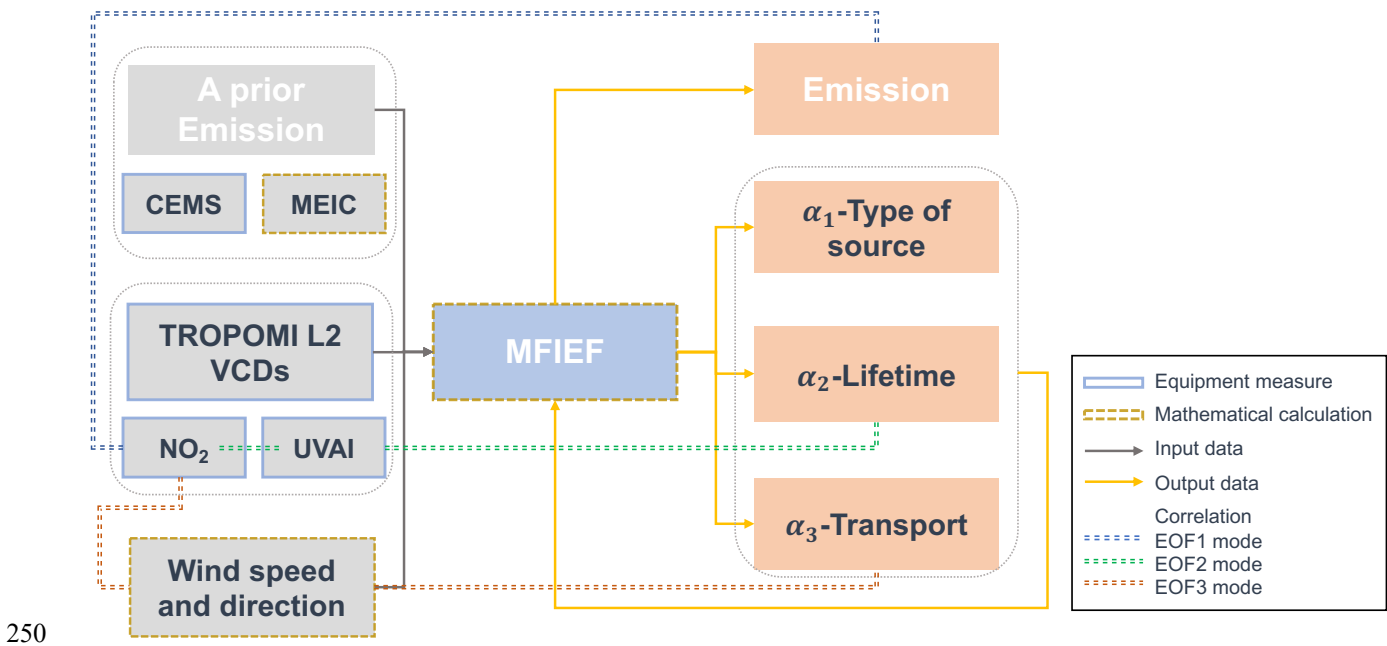 A prior
Emission
CEMS
MEIC
TROPOMI L2
VCDs
NO₂
UVAI
Wind speed
and direction
MFIEF
Emission
α₁-Type of
source
α₂-Lifetime
α₃-Transport
Equipment measure
Mathematical calculation
Input data
Output data
Correlation
EOF1 mode
EOF2 mode
EOF3 mode
250